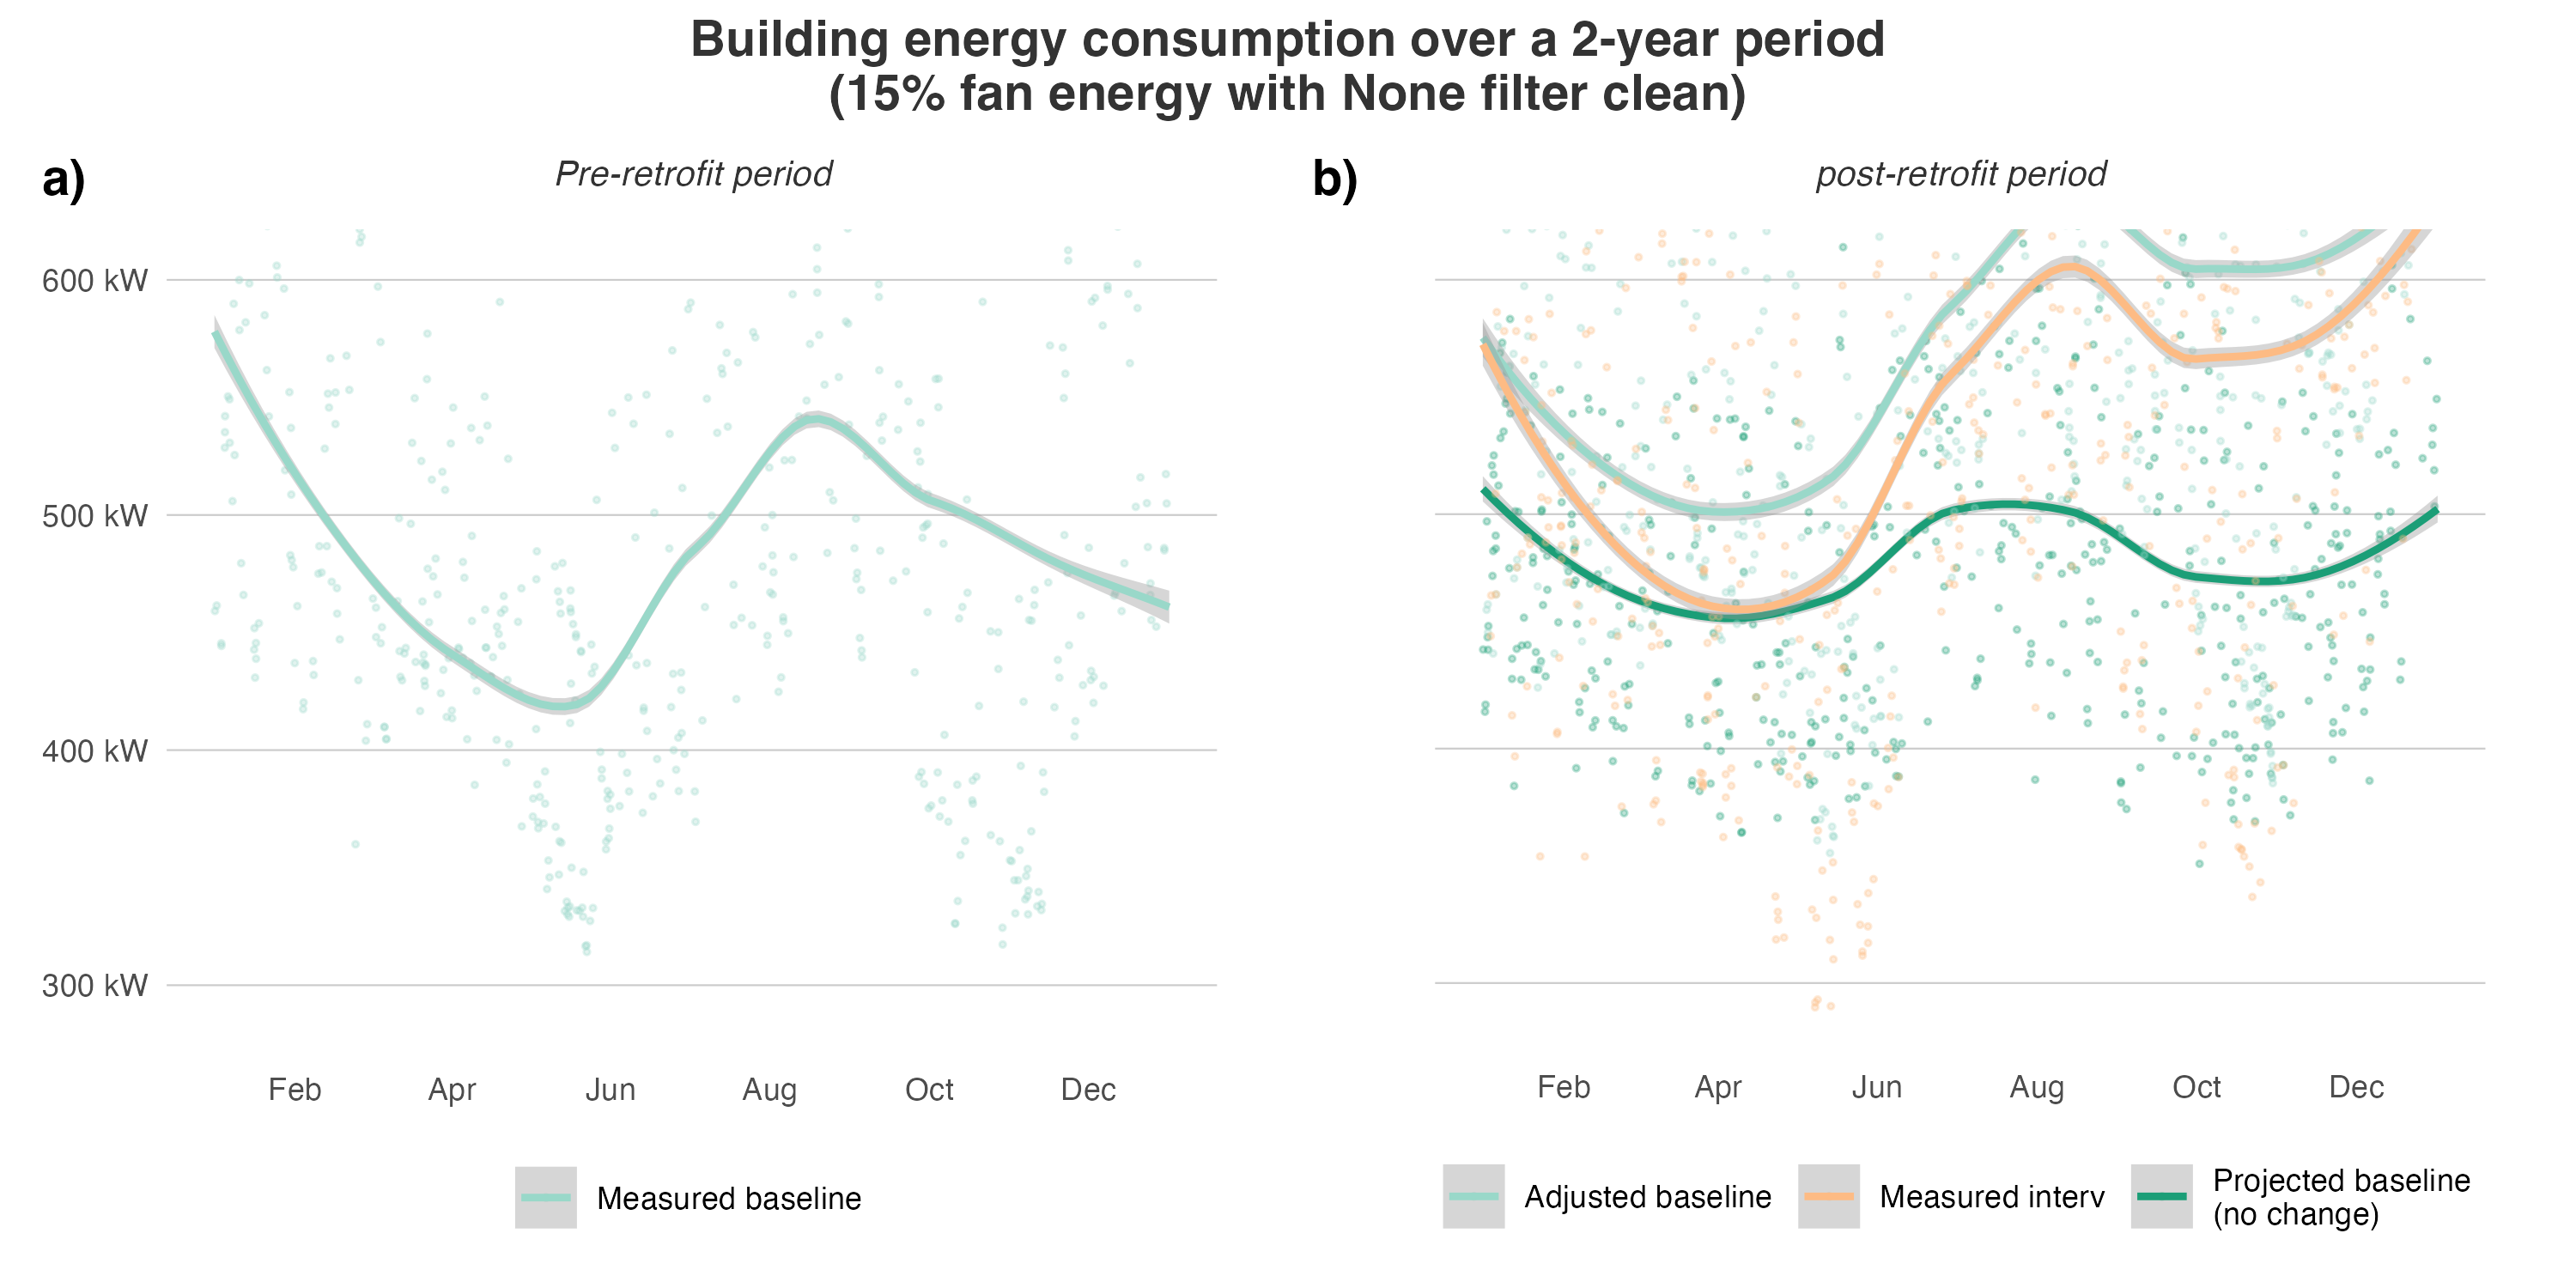 Building energy consumption over a 2-year period
(15% fan energy with None filter clean)
a)
Pre-retrofit period
600 kW
500 kW
400 kW
300 kW
Feb Apr Jun Aug Oct Dec
Measured baseline
b)
post-retrofit period
Feb Apr Jun Aug Oct Dec
Adjusted baseline
Measured interv
Projected baseline
(no change)